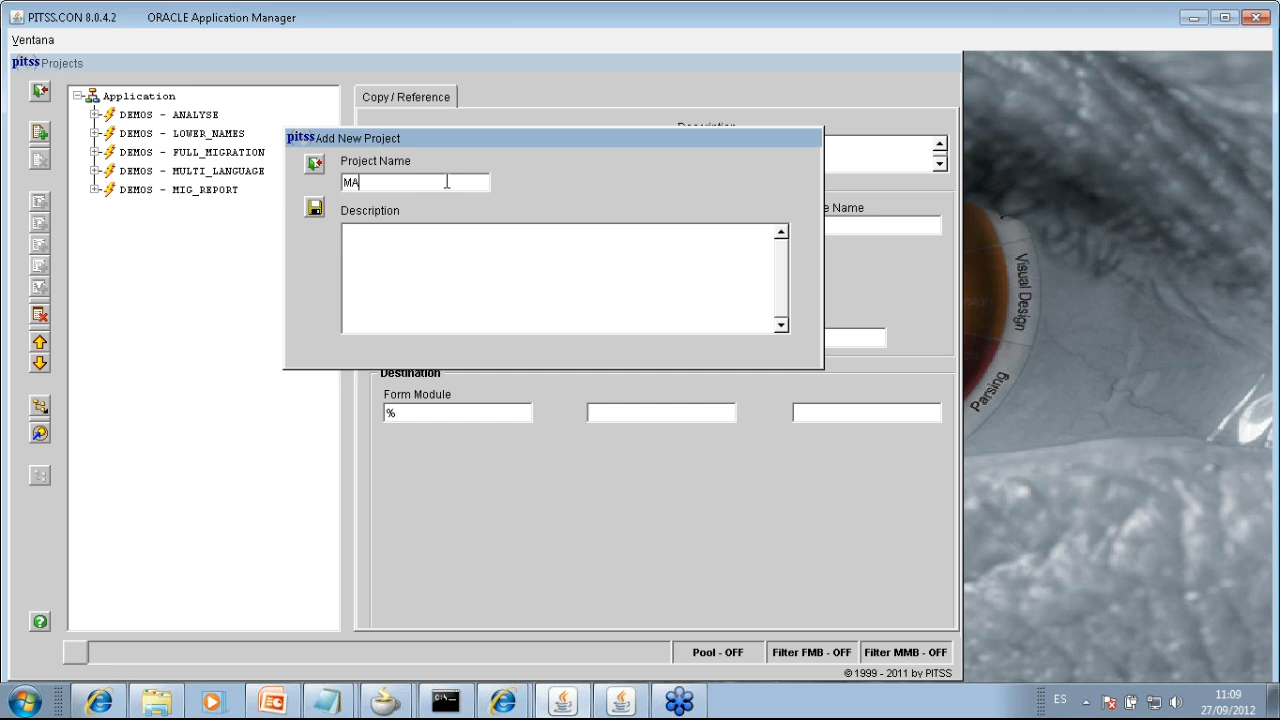 PITSS.CON 8.0.4.2 ORACLE Application Manager
Ventana
pitss Projects
Application
DEMOS - ANALYSE
DEMOS - LOWER_NAMES
DEMOS - FULL_MIGRATION
DEMOS - MULTI_LANGUAGE
DEMOS - MIG_REPORT
Copy / Reference
pitss Add New Project
Project Name
MA
Description
e Name
Destination
Form Module
%
Visual Design
Parsing
Pool - OFF
Filter FMB - OFF
Filter MMB - OFF
© 1999 - 2011 by PITSS
ES
11:09
27/09/2012